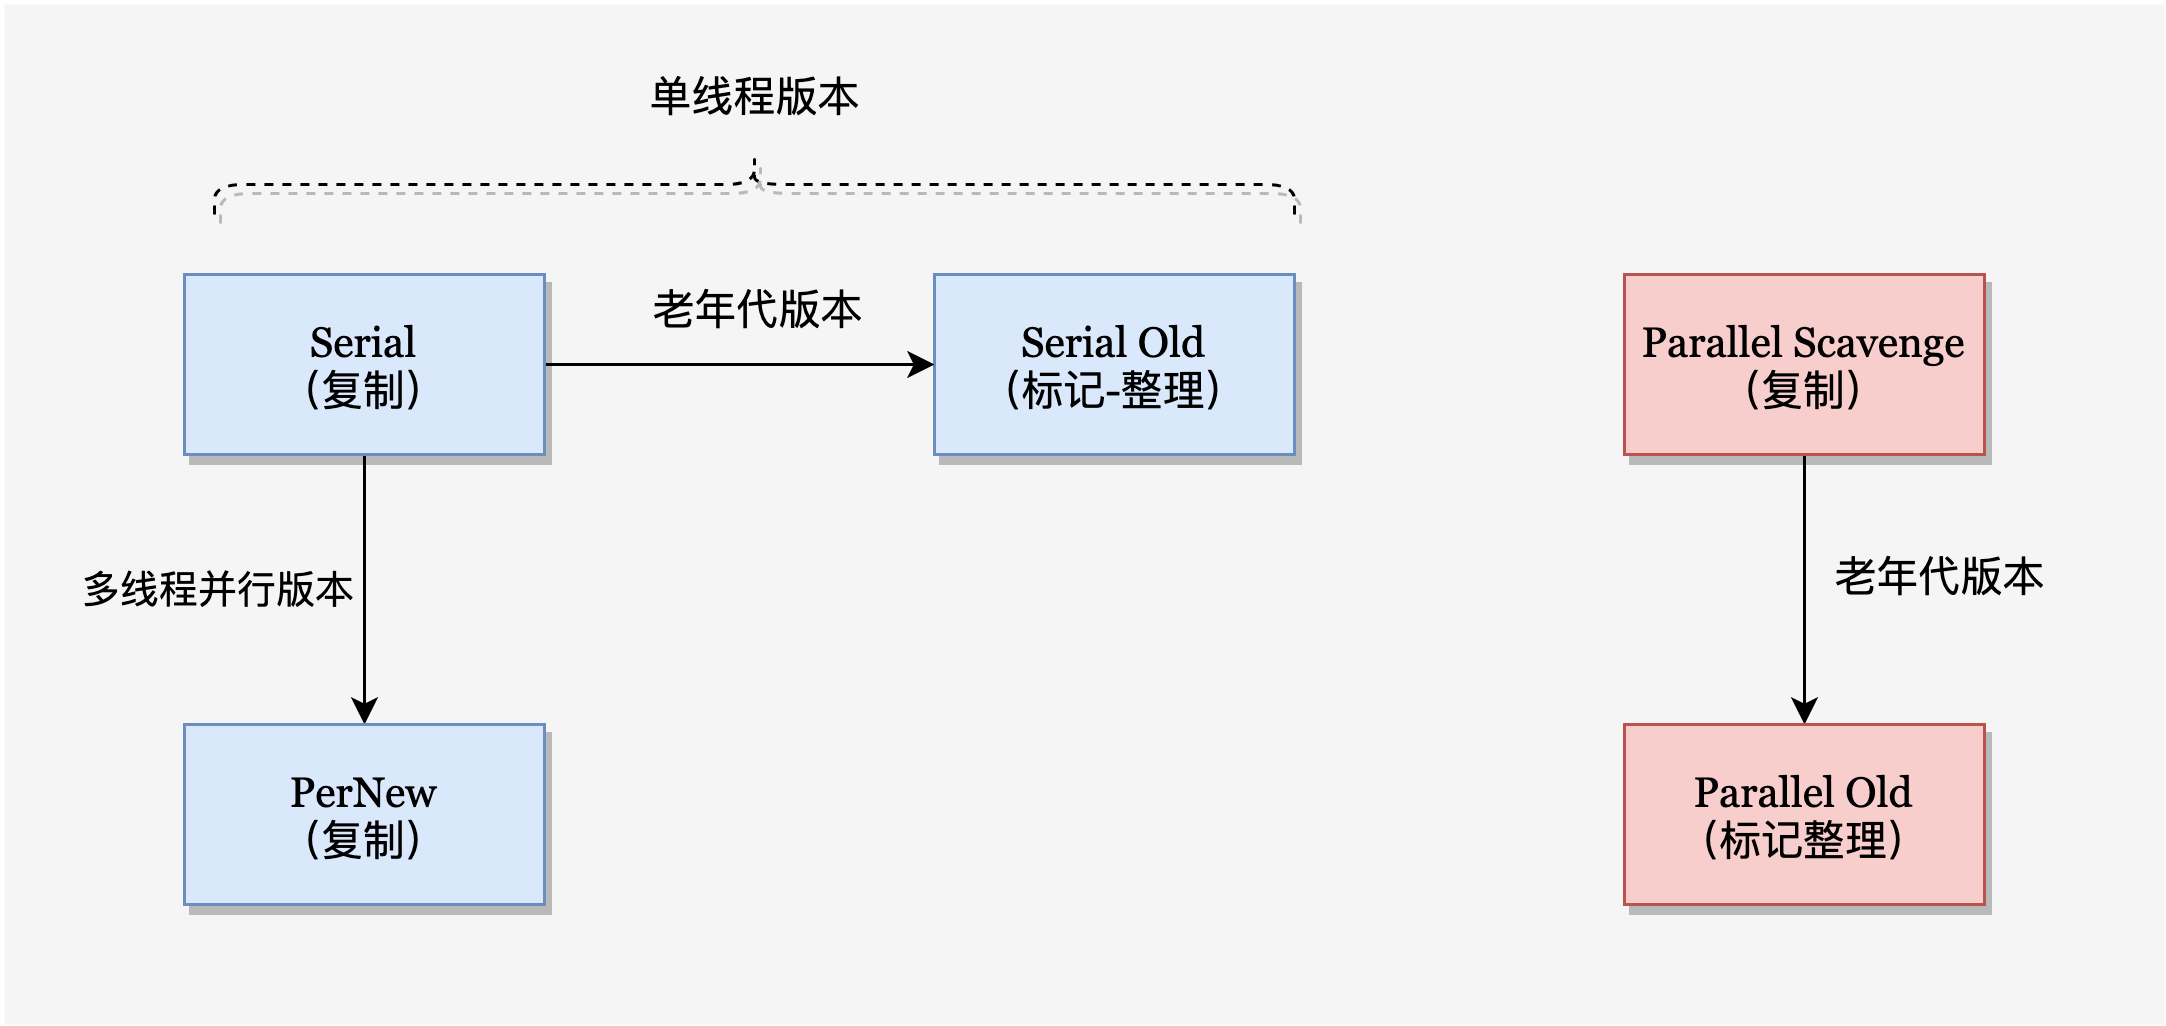 单线程版本
老年代版本
Serial
(复制)
Serial Old
(标记-整理)
Parallel Scavenge
(复制)
多线程并行版本
老年代版本
PerNew
(复制)
Parallel Old
(标记整理)